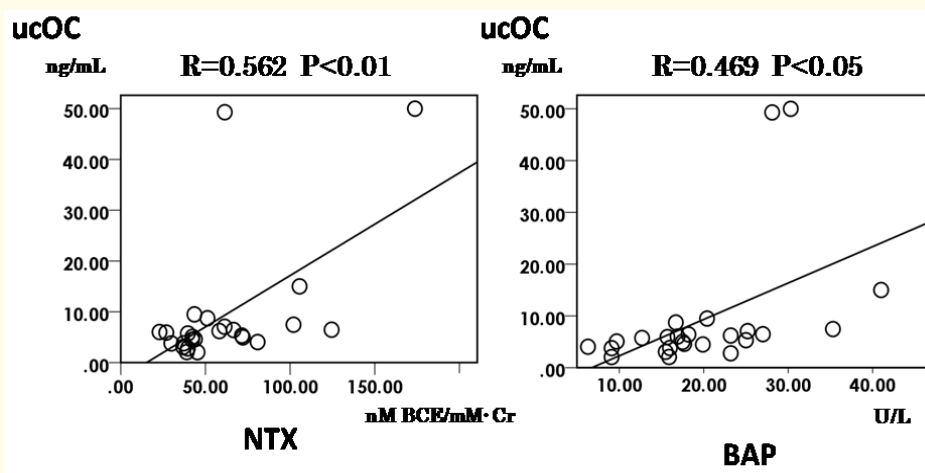 ucOC
ng/mL
R=0.562 P<0.01
50.00
40.00
30.00
20.00
10.00
.00
.00 50.00 100.00 150.00
nM BCE/mM·Cr
NTX
ucOC
ng/mL
R=0.469 P<0.05
50.00
40.00
30.00
20.00
10.00
.00
10.00 20.00 30.00 40.00
U/L
BAP